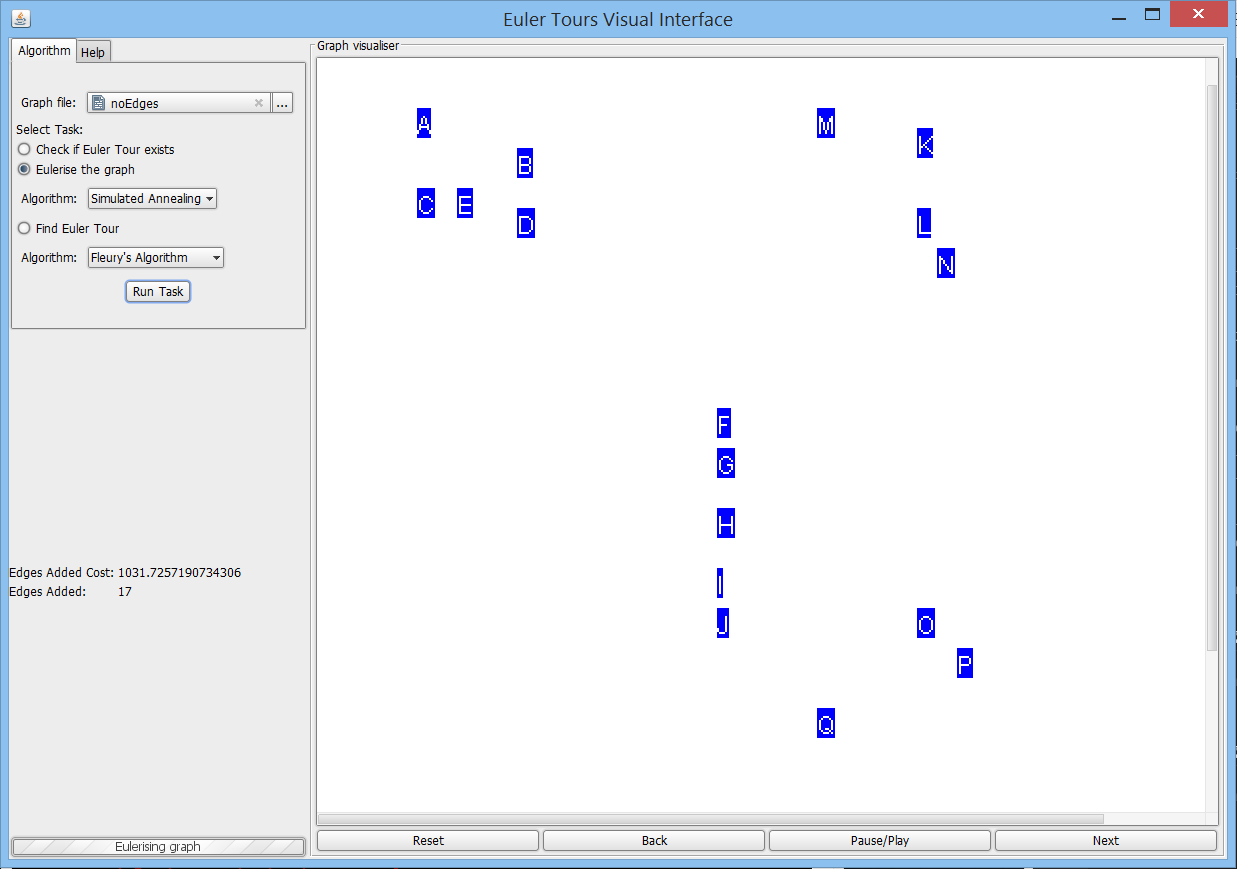 Euler Tours Visual Interface
Algorithm
Help
Graph file:
noEdges
...
Select Task:
Check if Euler Tour exists
Eulerise the graph
Algorithm:
Simulated Annealing
Find Euler Tour
Algorithm:
Fleury's Algorithm
Run Task
Edges Added Cost: 1031.7257190734306
Edges Added: 17
Eulerising graph
Graph visualiser
A
M
K
B
C
E
D
L
N
F
G
H
I
J
O
P
Q
Reset
Back
Pause/Play
Next